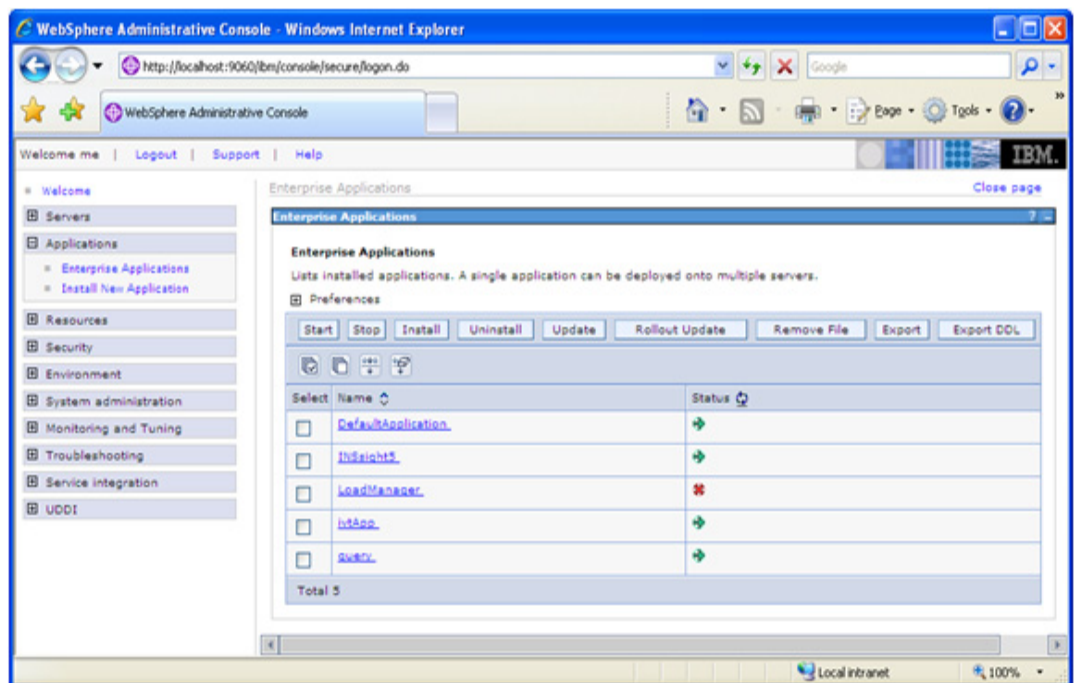 WebSphere Administrative Console - Windows Internet Explorer
http://localhost:9060/ibm/console/secure/logon.do
Google
WebSphere Administrative Console
Page
Tools
»
Welcome me | Logout | Support | Help
IBM.
Welcome
Servers
Applications
Enterprise Applications
Install New Application
Resources
Security
Environment
System administration
Monitoring and Tuning
Troubleshooting
Service integration
UDDI
Enterprise Applications
Close page
Enterprise Applications
? -
Enterprise Applications
Lists installed applications. A single application can be deployed onto multiple servers.
Preferences
Start Stop Install Uninstall Update Rollout Update Remove File Export Export DDL
Select Name Status
DefaultApplication
INSsight5
LoadManager
ivtApp
query
Total 5
Local intranet
100%